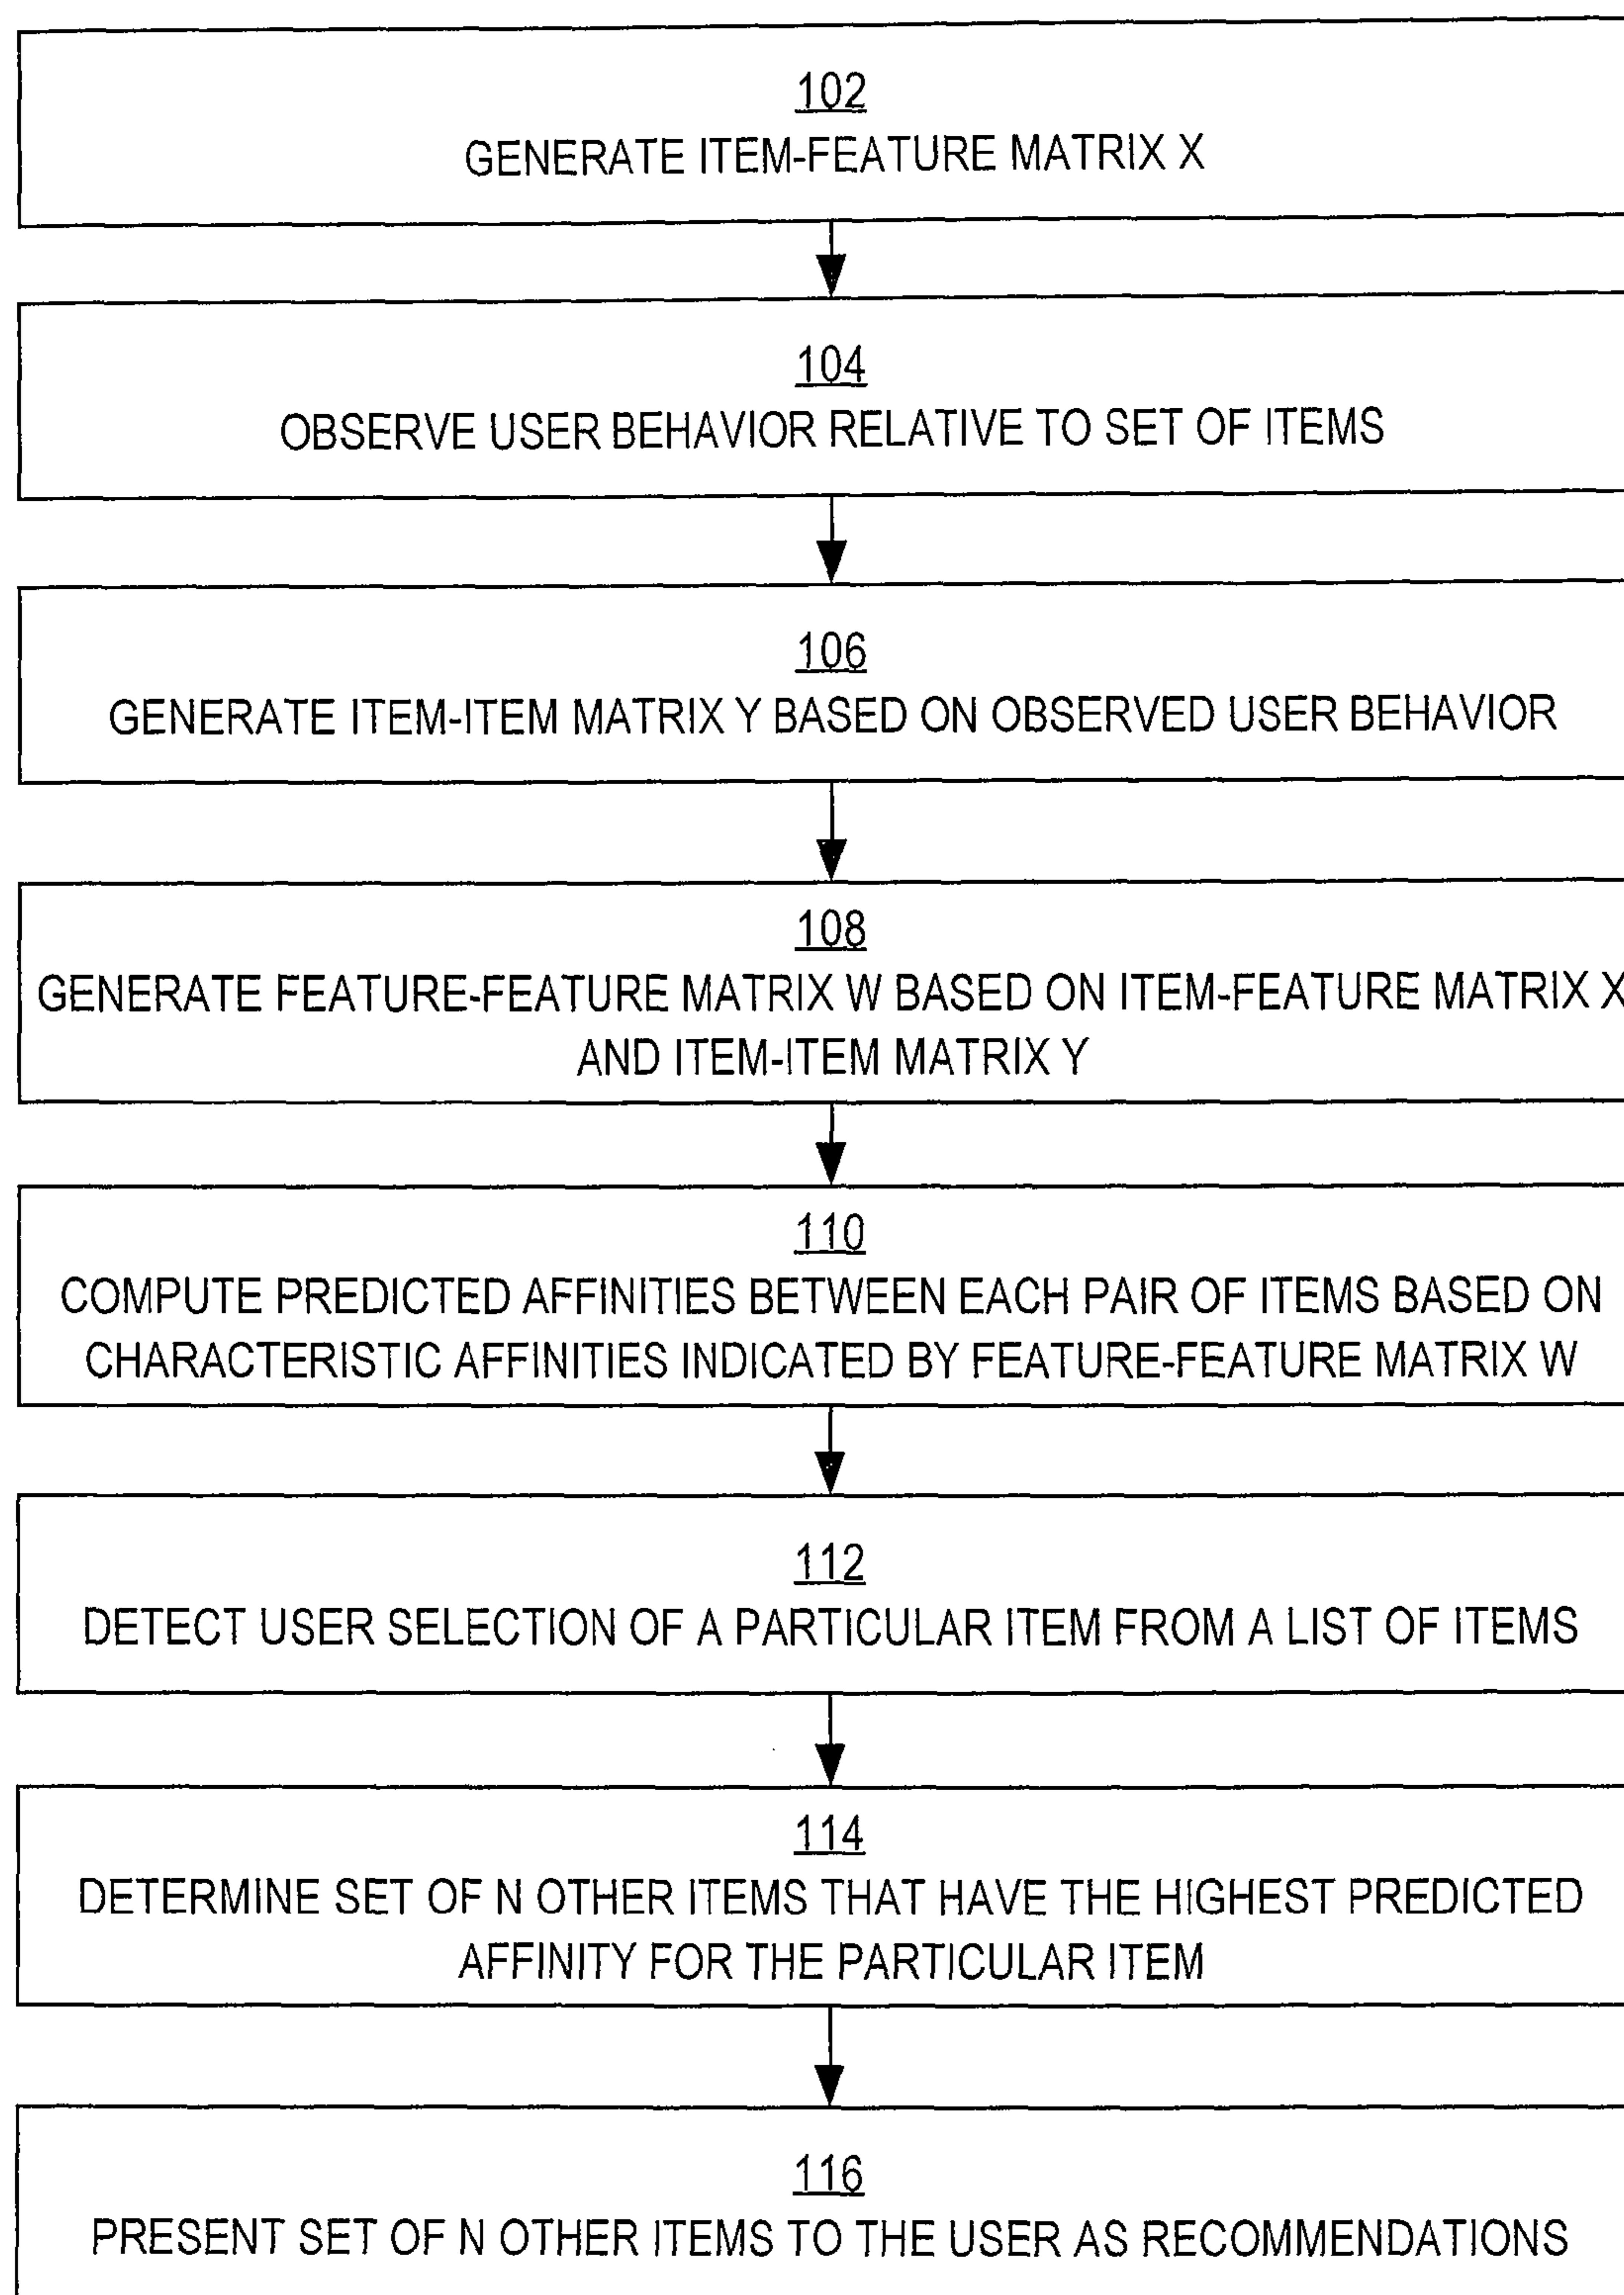 102
GENERATE ITEM-FEATURE MATRIX X
104
OBSERVE USER BEHAVIOR RELATIVE TO SET OF ITEMS
106
GENERATE ITEM-ITEM MATRIX Y BASED ON OBSERVED USER BEHAVIOR
108
GENERATE FEATURE-FEATURE MATRIX W BASED ON ITEM-FEATURE MATRIX X
AND ITEM-ITEM MATRIX Y
110
COMPUTE PREDICTED AFFINITIES BETWEEN EACH PAIR OF ITEMS BASED ON
CHARACTERISTIC AFFINITIES INDICATED BY FEATURE-FEATURE MATRIX W
112
DETECT USER SELECTION OF A PARTICULAR ITEM FROM A LIST OF ITEMS
114
DETERMINE SET OF N OTHER ITEMS THAT HAVE THE HIGHEST PREDICTED
AFFINITY FOR THE PARTICULAR ITEM
116
PRESENT SET OF N OTHER ITEMS TO THE USER AS RECOMMENDATIONS